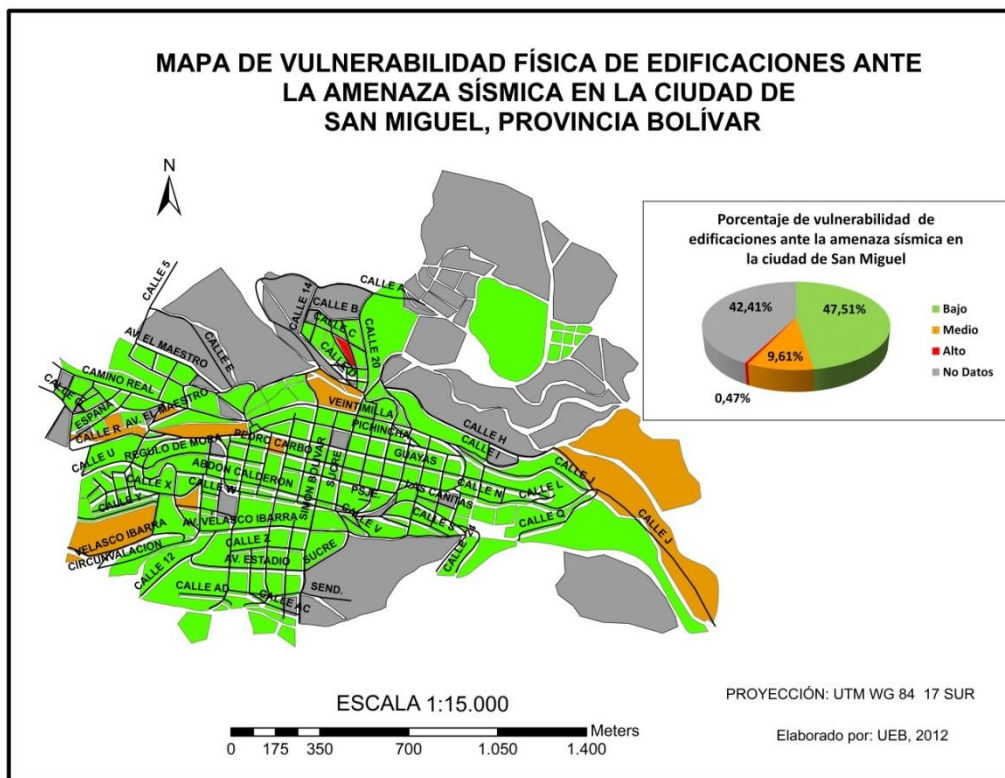 MAPA DE VULNERABILIDAD FÍSICA DE EDIFICACIONES ANTE
LA AMENAZA SÍSMICA EN LA CIUDAD DE
SAN MIGUEL, PROVINCIA BOLÍVAR
N
Porcentaje de vulnerabilidad de
edificaciones ante la amenaza sísmica en
la ciudad de San Miguel
42,41%
47,51%
9,61%
0,47%
Bajo
Medio
Alto
No Datos
CALLE 5
CALLE A
CALLE 14
CALLE B
CALLE C
CALLE D
CALLE 20
AV. EL MAESTRO
CALLE E
CAMINO REAL
ESPAÑA
AV. EL MAESTRO
CALLE R
VEINTIMILLA
PICHINCHA
CALLE H
CALLE I
CALLE U
REGULO DE MORA
PEDRO CARBO
GUAYAS
SIMON BOLIVAR
SUCRE
ABDON CALDERON
CALLE X
CALLE W
CALLE Y
PSJE.
LAS CAÑITAS
CALLE N
CALLE L
CALLE J
CALLE J
CALLE Q
VELASCO IBARRA
AV. VELASCO IBARRA
CALLE V
CALLE S
CALLE 24
CIRCUNVALACION
CALLE Z
CALLE 12
AV. ESTADIO
SUCRE
CALLE AD
SEND.
CALLE AC
ESCALA 1:15.000
Meters
0 175 350 700 1.050 1.400
PROYECCIÓN: UTM WG 84 17 SUR
Elaborado por: UEB, 2012